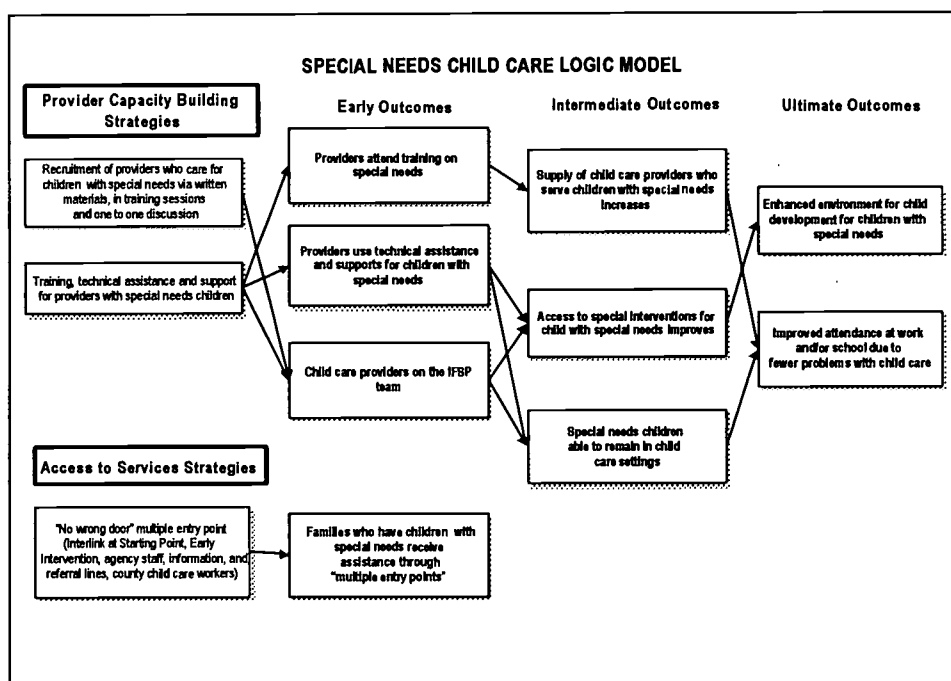 SPECIAL NEEDS CHILD CARE LOGIC MODEL
Provider Capacity Building
Strategies
Early Outcomes
Intermediate Outcomes
Ultimate Outcomes
Recruitment of providers who care for
children with special needs via written
materials, in training sessions
and one to one discussion
Training, technical assistance and support
for providers with special needs children
Providers attend training on
special needs
Providers use technical assistance
and supports for children with
special needs
Child care providers on the IFSP
team
Supply of child care providers who
serve children with special needs
increases
Access to special interventions for
child with special needs improves
Special needs children
able to remain in child
care settings
Enhanced environment for child
development for children with
special needs
Improved attendance at work
and/for school due to
fewer problems with child care
Access to Services Strategies
"No wrong door" multiple entry point
(Interlink at Starting Point, Early
Intervention, agency staff, information, and
referral lines, county child care workers)
Families who have children with
special needs receive
assistance through
"multiple entry points"